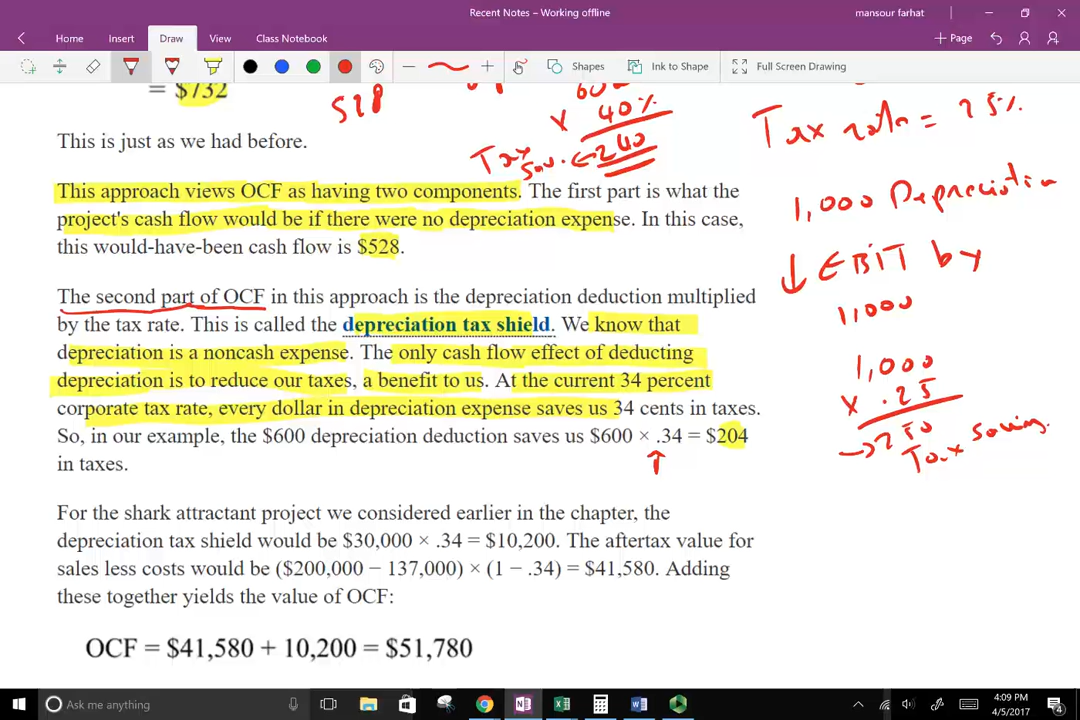 Recent Notes – Working offline
mansour farhat
Home Insert Draw View Class Notebook
Page
Shapes Ink to Shape Full Screen Drawing
= $732
528
40%
X
240
Tax
Tax rate = 25%
This is just as we had before.
This approach views OCF as having two components. The first part is what the
project's cash flow would be if there were no depreciation expense. In this case,
this would-have-been cash flow is $528.
1,000 Depreciation
↓ EBIT by
1,000
The second part of OCF in this approach is the depreciation deduction multiplied
by the tax rate. This is called the depreciation tax shield. We know that
depreciation is a noncash expense. The only cash flow effect of deducting
depreciation is to reduce our taxes, a benefit to us. At the current 34 percent
corporate tax rate, every dollar in depreciation expense saves us 34 cents in taxes.
So, in our example, the $600 depreciation deduction saves us $600 × .34 = $204
in taxes.
1,000
x .25
→250
Tax saving.
For the shark attractant project we considered earlier in the chapter, the
depreciation tax shield would be $30,000 × .34 = $10,200. The aftertax value for
sales less costs would be ($200,000 − 137,000) × (1 − .34) = $41,580. Adding
these together yields the value of OCF:
OCF = $41,580 + 10,200 = $51,780
Ask me anything
4:09 PM
4/5/2017